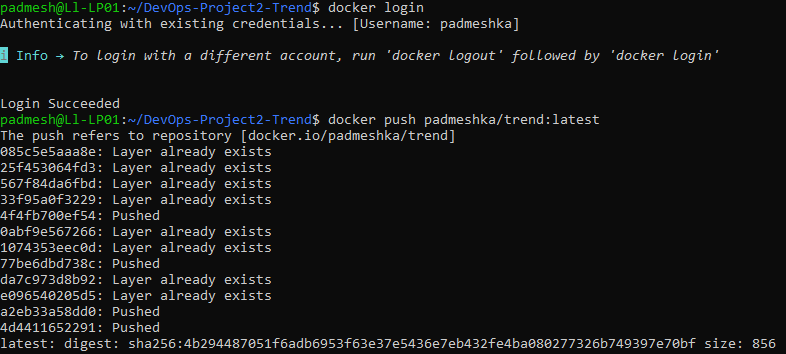 padmesh@Ll-LP01:~/DevOps-Project2-Trend$ docker login
Authenticating with existing credentials... [Username: padmeshka]
i Info → To login with a different account, run 'docker logout' followed by 'docker login'
Login Succeeded
padmesh@Ll-LP01:~/DevOps-Project2-Trend$ docker push padmeshka/trend:latest
The push refers to repository [docker.io/padmeshka/trend]
085c5e5aaa8e: Layer already exists
25f453064fd3: Layer already exists
567f84da6fbd: Layer already exists
33f95a0f3229: Layer already exists
4f4fb700ef54: Pushed
0abf9e567266: Layer already exists
1074353eec0d: Layer already exists
77be6dbd738c: Pushed
da7c973d8b92: Layer already exists
e096540205d5: Layer already exists
a2eb33a58dd0: Pushed
4d4411652291: Pushed
latest: digest: sha256:4b294487051f6adb6953f63e37e5436e7eb432fe4ba080277326b749397e70bf size: 856